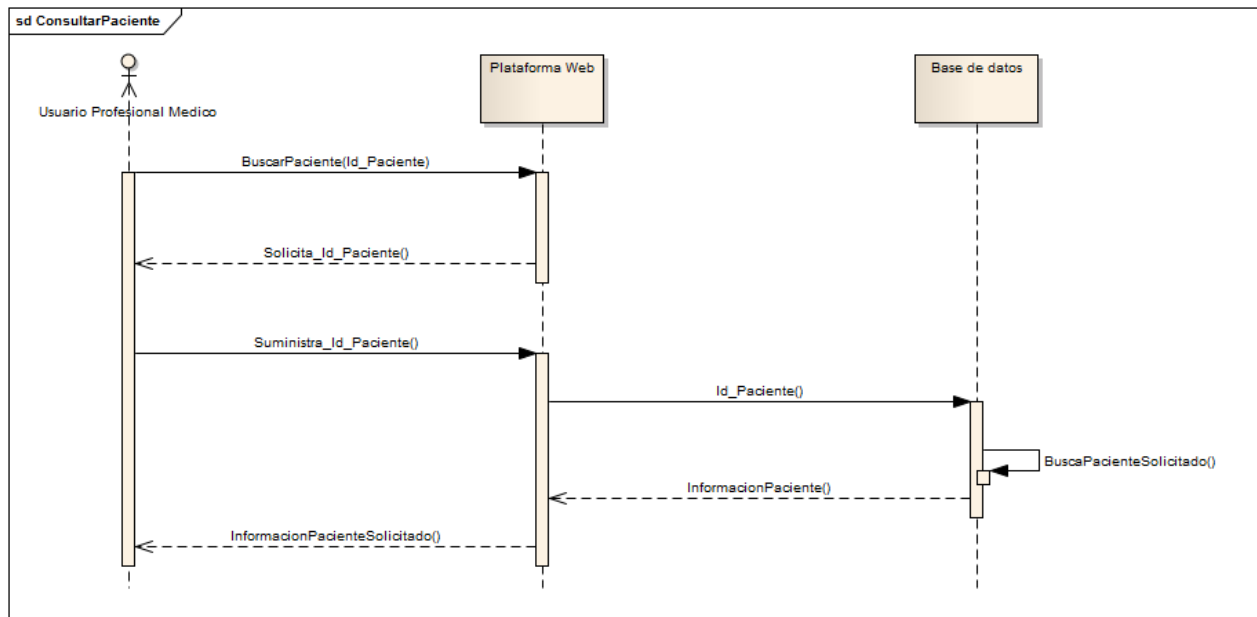 sd ConsultarPaciente
Plataforma Web
Base de datos
Usuario Profesional Medico
BuscarPaciente(Id_Paciente)
Solicita_Id_Paciente()
Suministra_Id_Paciente()
Id_Paciente()
BuscaPacienteSolicitado()
InformacionPaciente()
InformacionPacienteSolicitado()